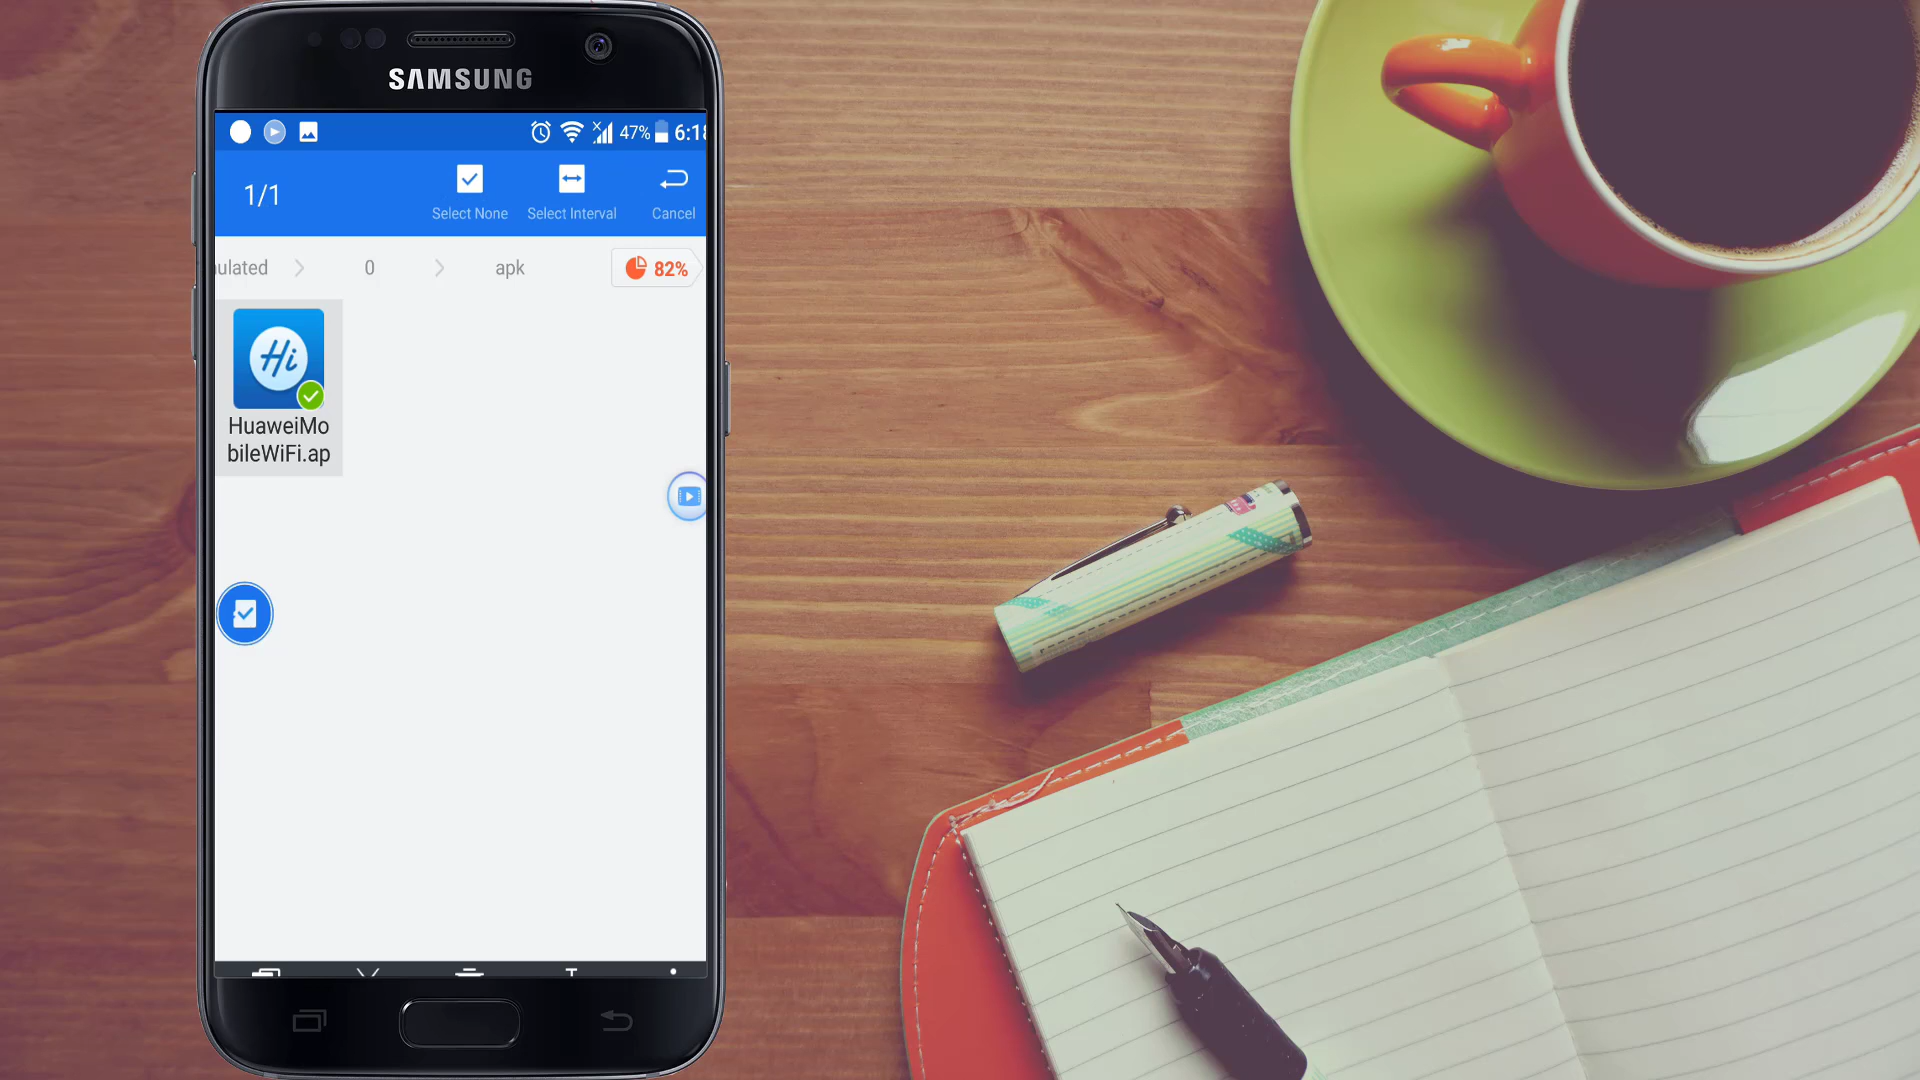 SAMSUNG
47% 6:18
1/1
Select None Select Interval Cancel
ulated 0 apk 82%
Hi
HuaweiMo
bileWiFi.ap